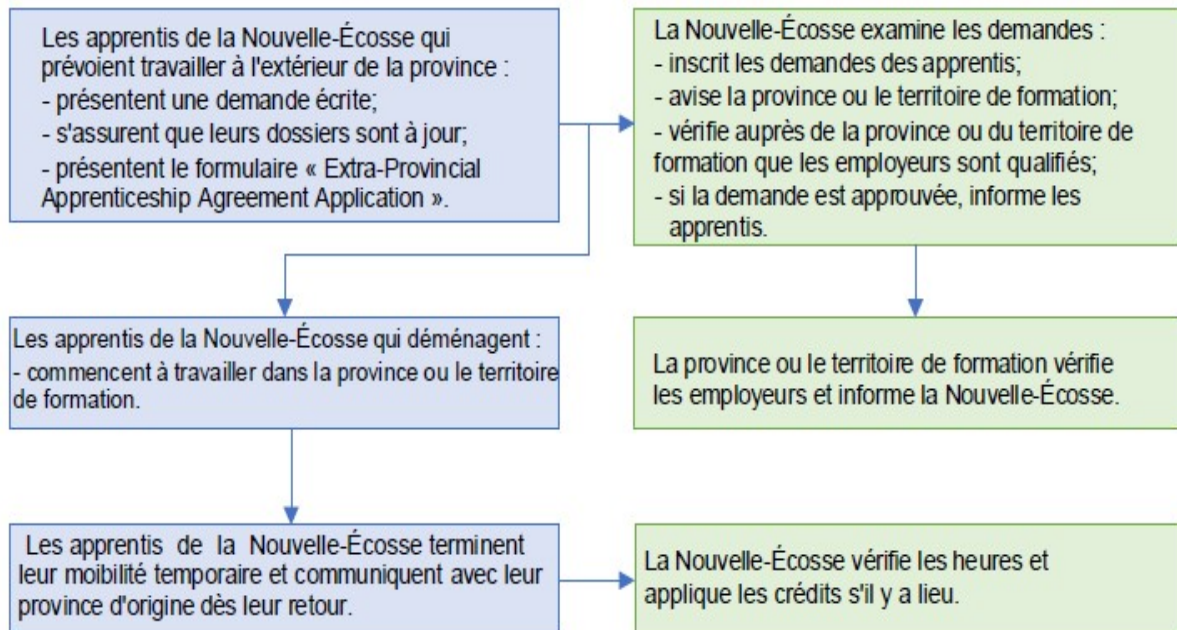 Les apprentis de la Nouvelle-Écosse qui
prévoient travailler à l'extérieur de la province :
- présentent une demande écrite;
- s'assurent que leurs dossiers sont à jour;
- présentent le formulaire « Extra-Provincial
Apprenticeship Agreement Application ».
La Nouvelle-Écosse examine les demandes :
- inscrit les demandes des apprentis;
- avise la province ou le territoire de formation;
- vérifie auprès de la province ou du territoire de
formation que les employeurs sont qualifiés;
- si la demande est approuvée, informe les
apprentis.
Les apprentis de la Nouvelle-Écosse qui déménagent :
- commencent à travailler dans la province ou le territoire
de formation.
La province ou le territoire de formation vérifie
les employeurs et informe la Nouvelle-Écosse.
Les apprentis de la Nouvelle-Écosse terminent
leur moibilité temporaire et communiquent avec leur
province d'origine dès leur retour.
La Nouvelle-Écosse vérifie les heures et
applique les crédits s'il y a lieu.